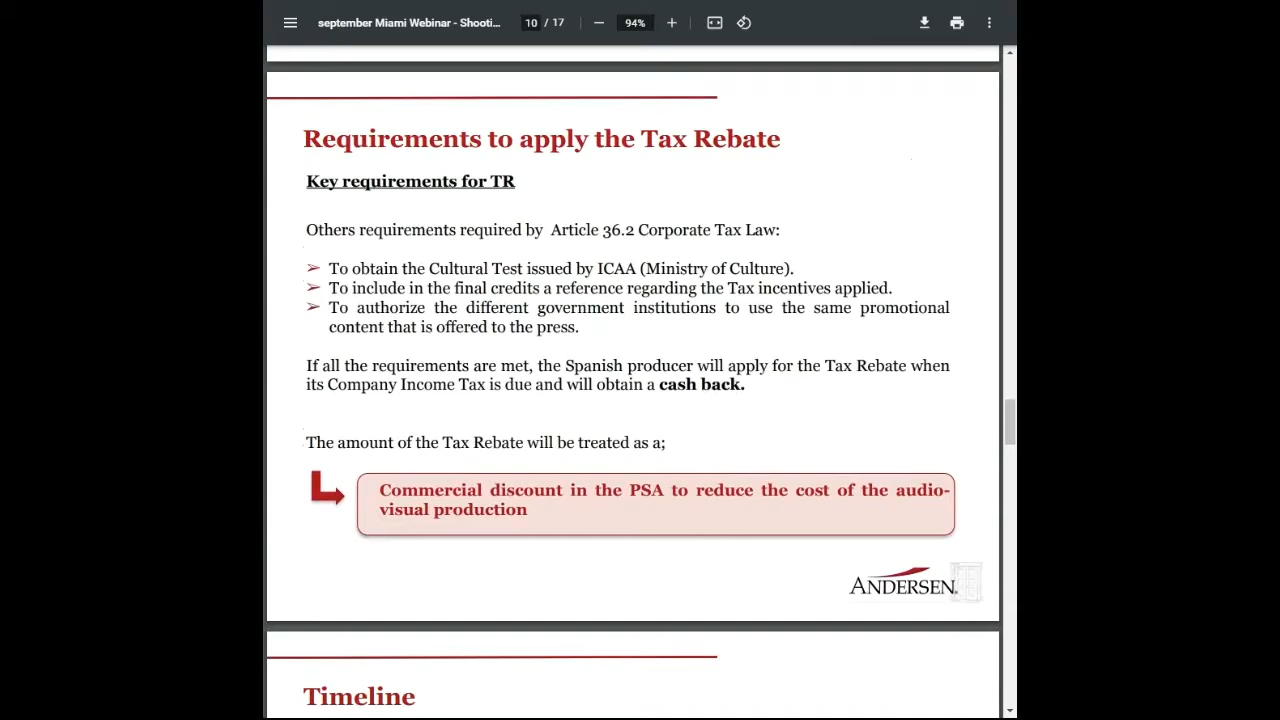 september Miami Webinar - Shooti... 10 / 17 94%
Requirements to apply the Tax Rebate
Key requirements for TR
Others requirements required by Article 36.2 Corporate Tax Law:
➢ To obtain the Cultural Test issued by ICAA (Ministry of Culture).
➢ To include in the final credits a reference regarding the Tax incentives applied.
➢ To authorize the different government institutions to use the same promotional
content that is offered to the press.
If all the requirements are met, the Spanish producer will apply for the Tax Rebate when
its Company Income Tax is due and will obtain a cash back.
The amount of the Tax Rebate will be treated as a;
Commercial discount in the PSA to reduce the cost of the audio-
visual production
ANDERSEN®
Timeline